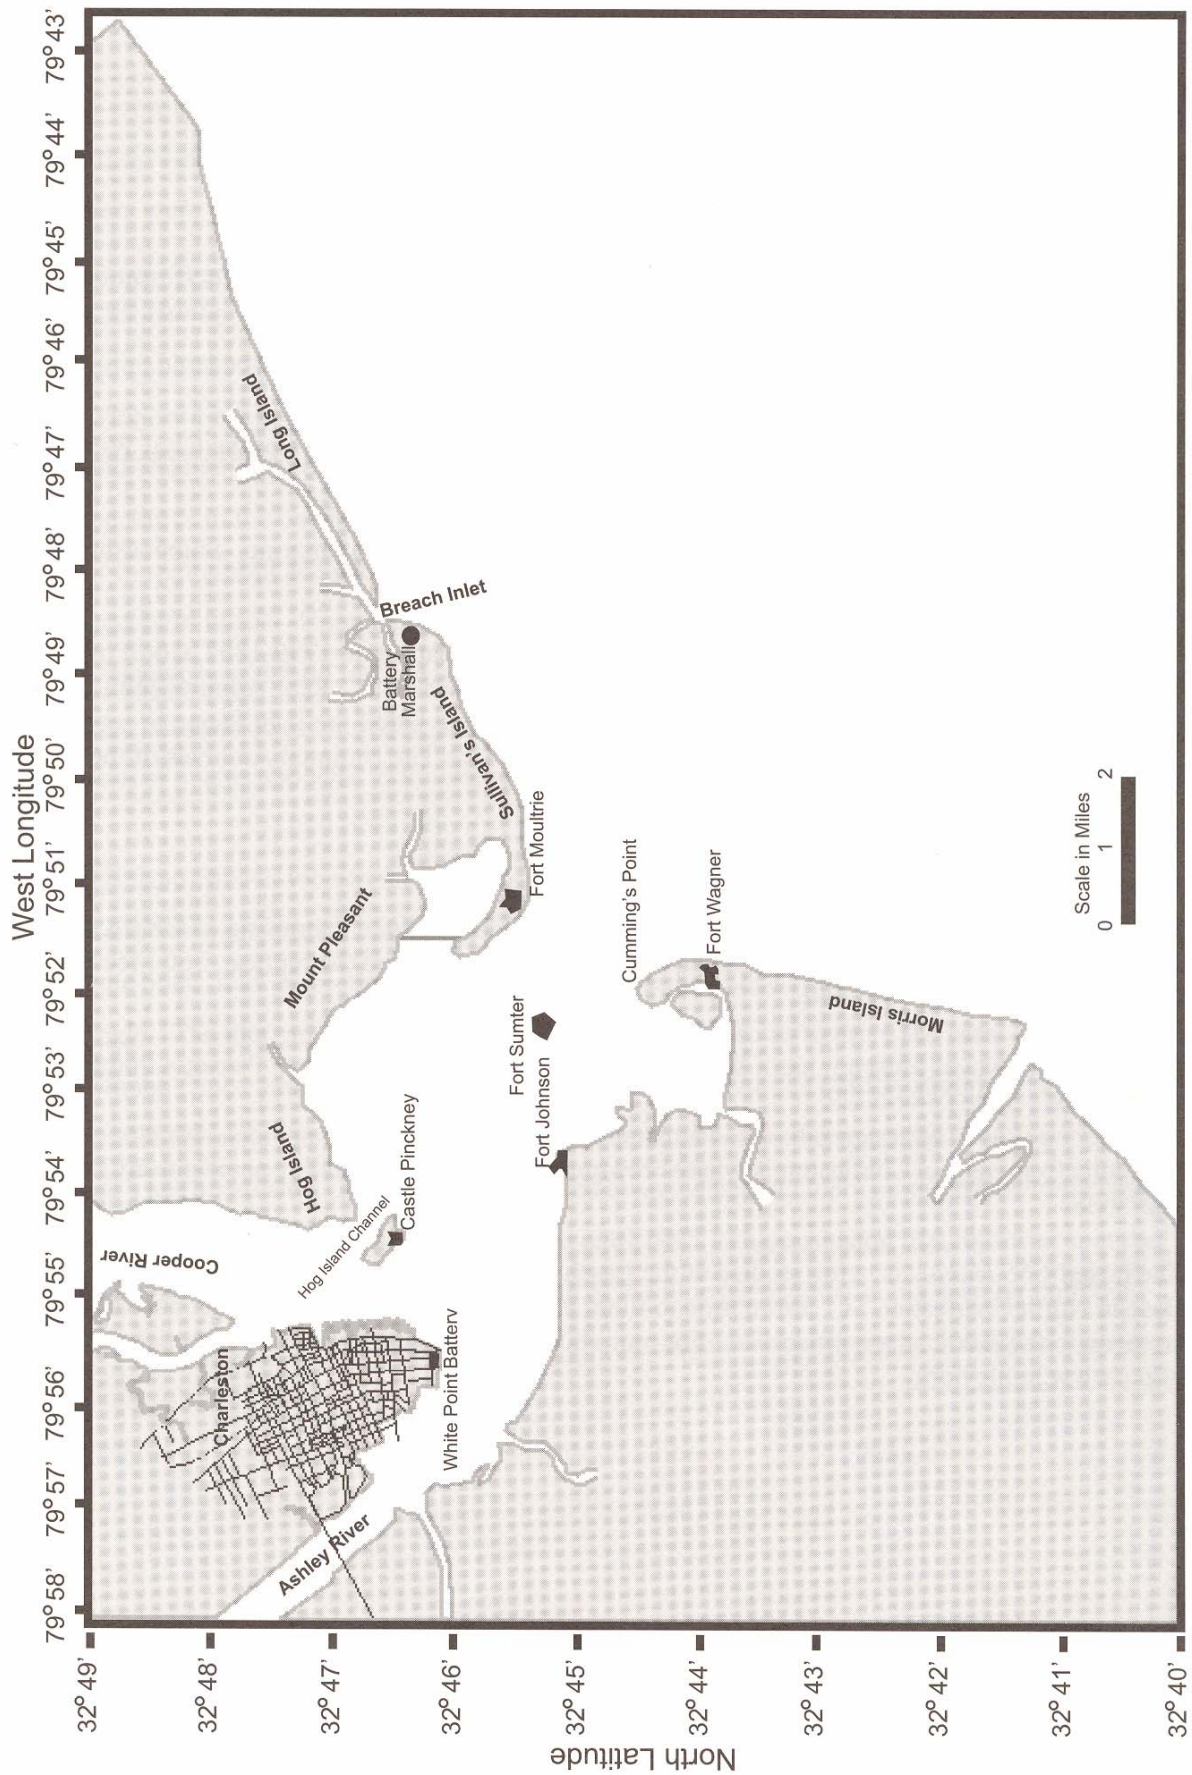 West Longitude
79° 58'
79° 57'
79° 56'
79° 55'
79° 54'
79° 53'
79° 52'
79° 51'
79° 50'
79° 49'
79° 48'
79° 47'
79° 46'
79° 45'
79° 44'
79° 43'
North Latitude
32° 49'
32° 48'
32° 47'
32° 46'
32° 45'
32° 44'
32° 43'
32° 42'
32° 41'
32° 40'
Cooper River
Charleston
Ashley River
White Point Battery
Hog Island
Hog Island Channel
Castle Pinckney
Mount Pleasant
Long Island
Breach Inlet
Battery
Marshall
Sullivan's Island
Fort Moultrie
Fort Sumter
Fort Johnson
Cumming's Point
Fort Wagner
Morris Island
Scale in Miles
0 1 2